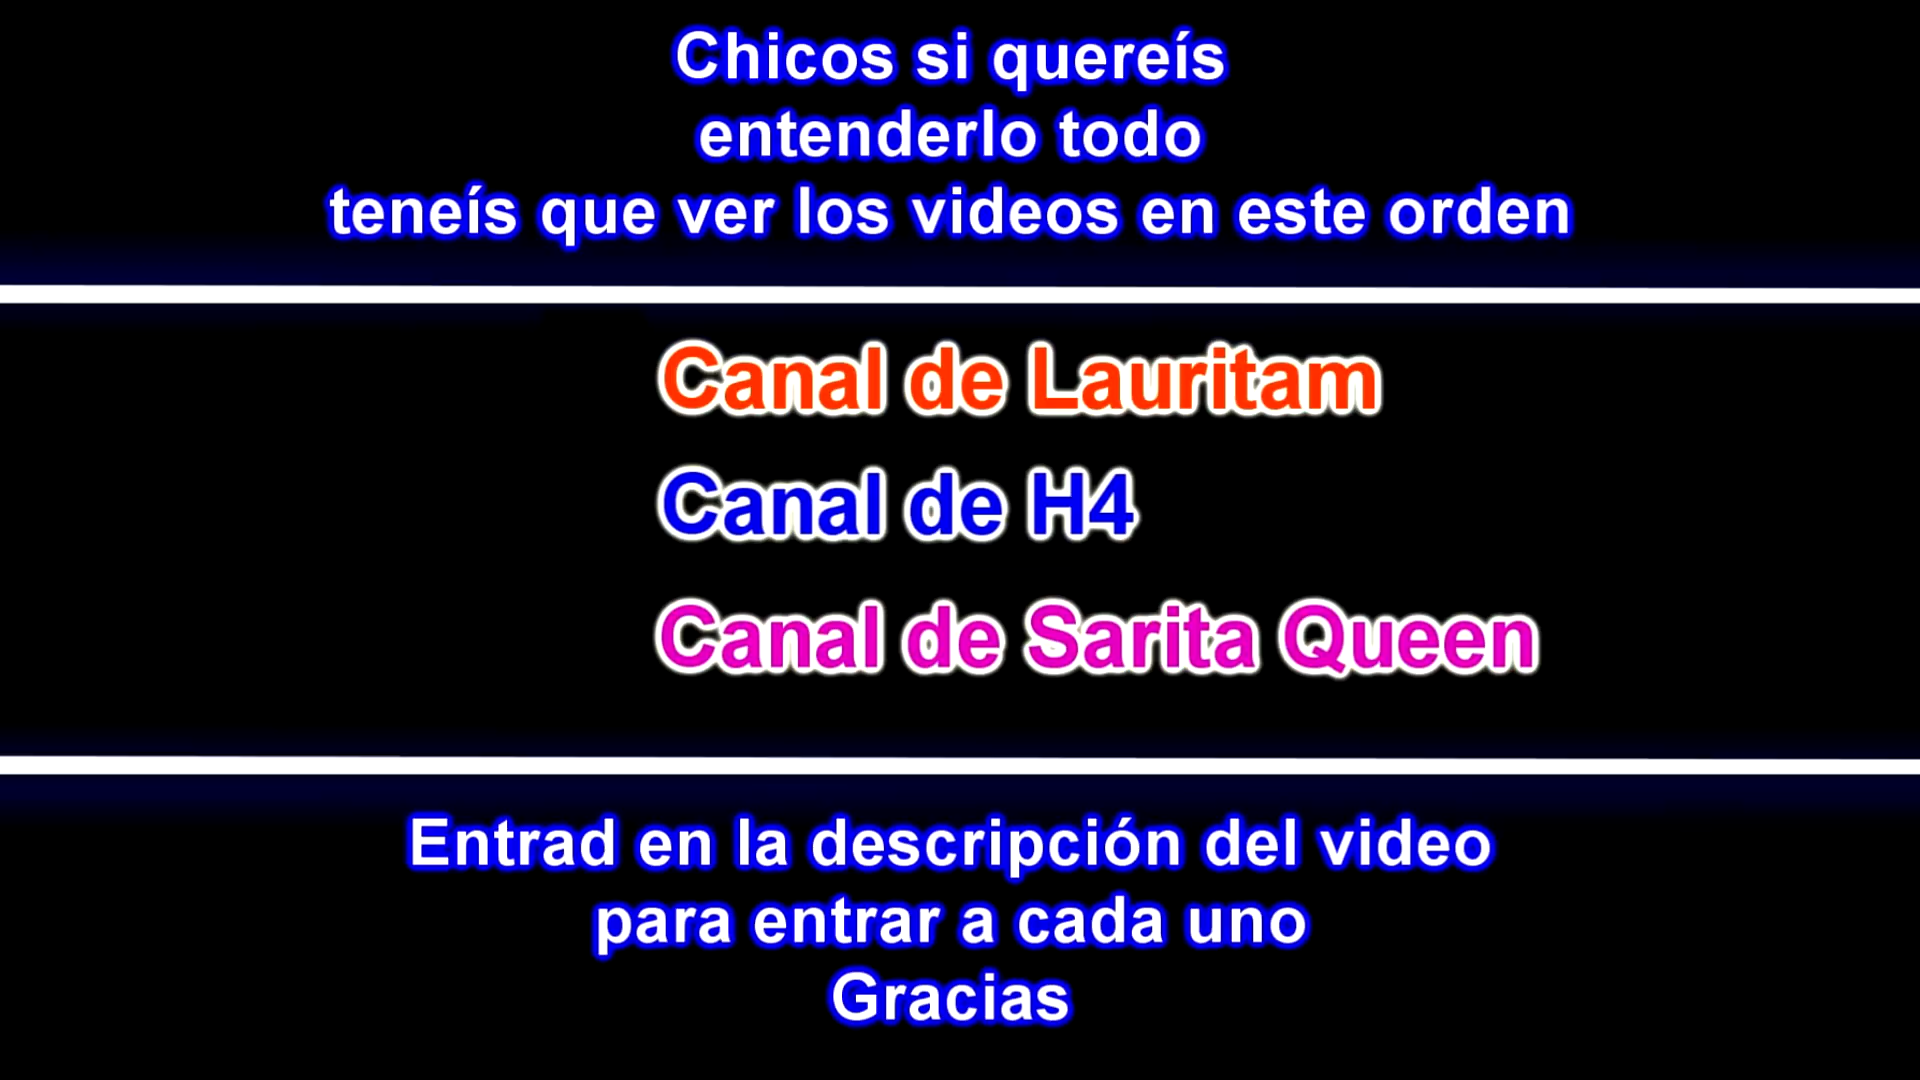 Chicos si quereís
entenderlo todo
teneís que ver los videos en este orden
Canal de Lauritam
Canal de H4
Canal de Sarita Queen
Entrad en la descripción del video
para entrar a cada uno
Gracias